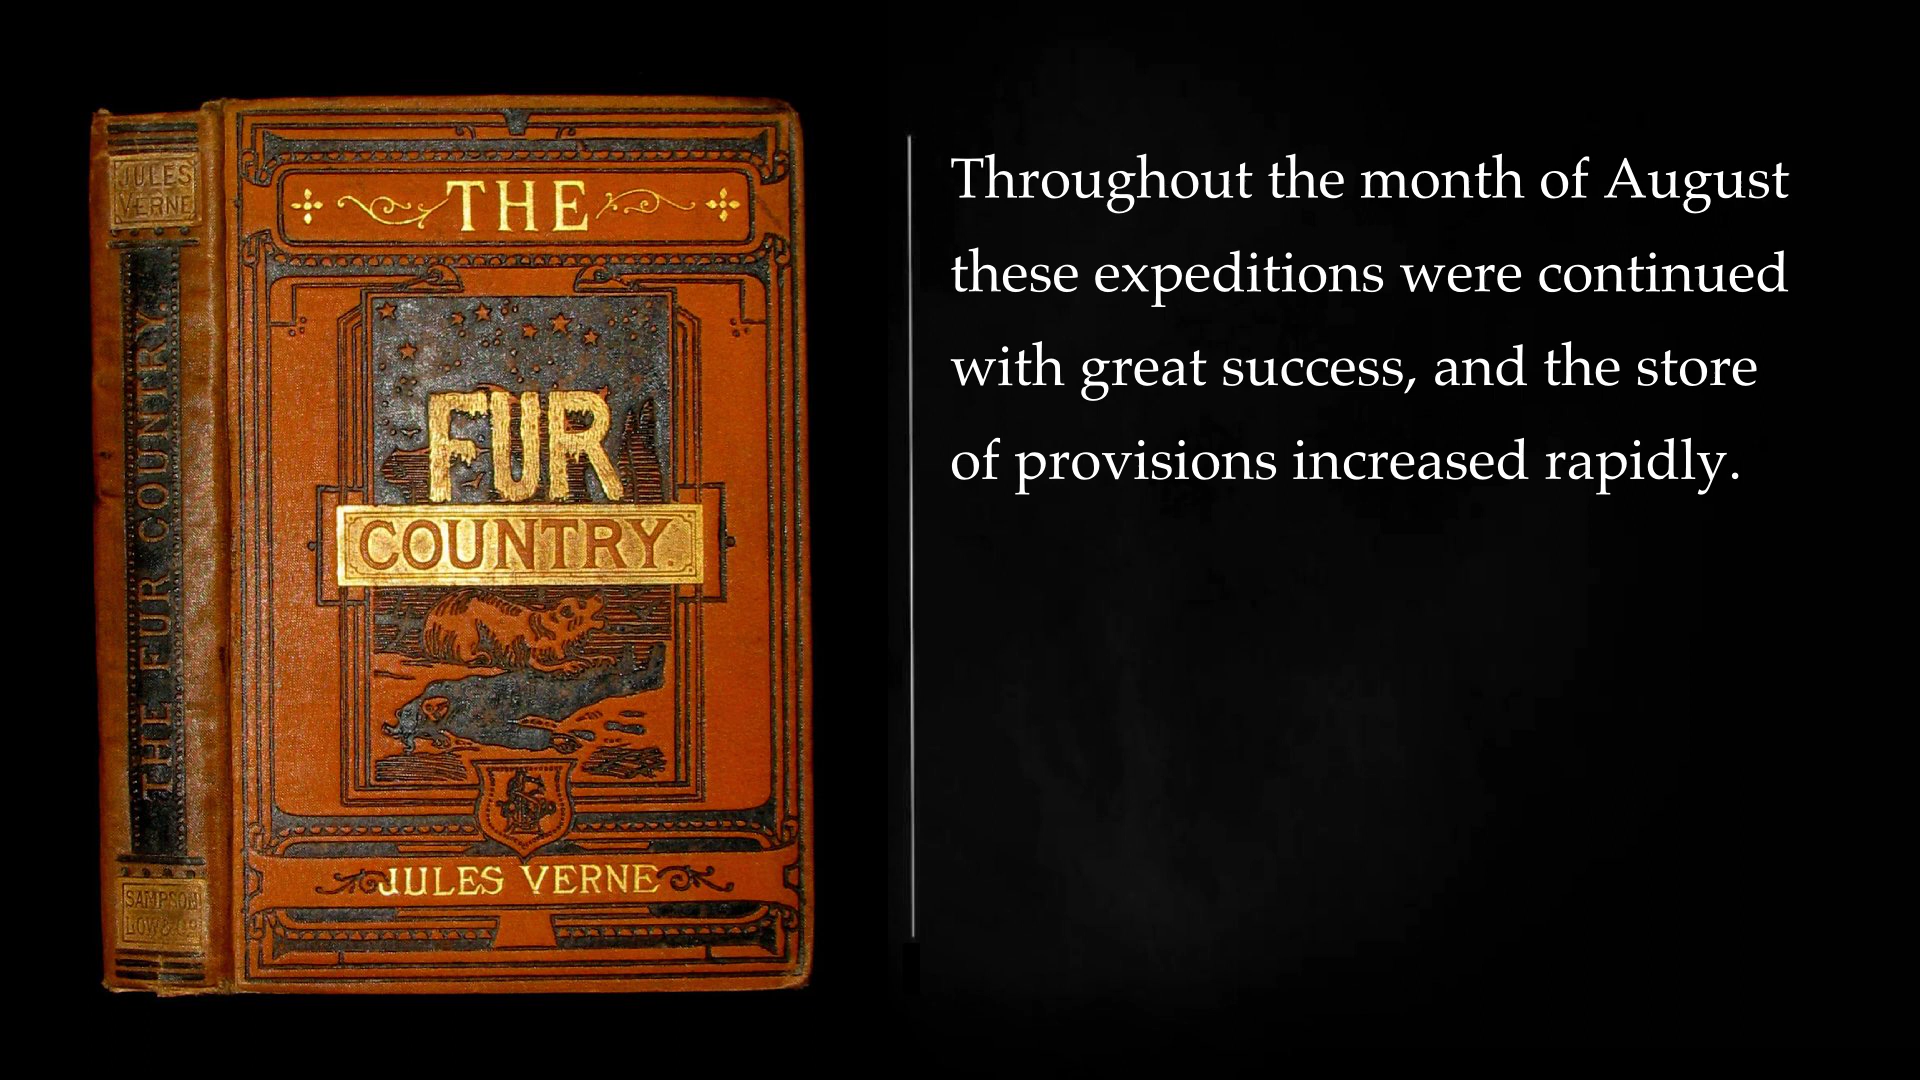 JULES
VERNE
THE FUR COUNTRY.
SAMPSON
LOW & Co
THE
FUR
COUNTRY.
JULES VERNE
Throughout the month of August
these expeditions were continued
with great success, and the store
of provisions increased rapidly.